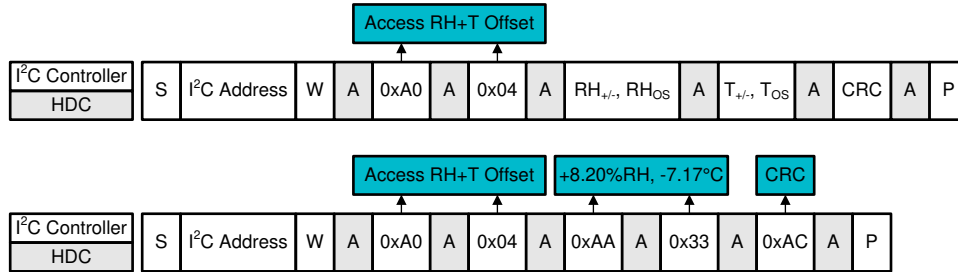 Access RH+T Offset
I²C Controller
HDC
S I²C Address W A 0xA0 A 0x04 A RH+/-, RHOS A T+/-, TOS A CRC A P
Access RH+T Offset +8.20%RH, -7.17°C CRC
I²C Controller
HDC
S I²C Address W A 0xA0 A 0x04 A 0xAA A 0x33 A 0xAC A P